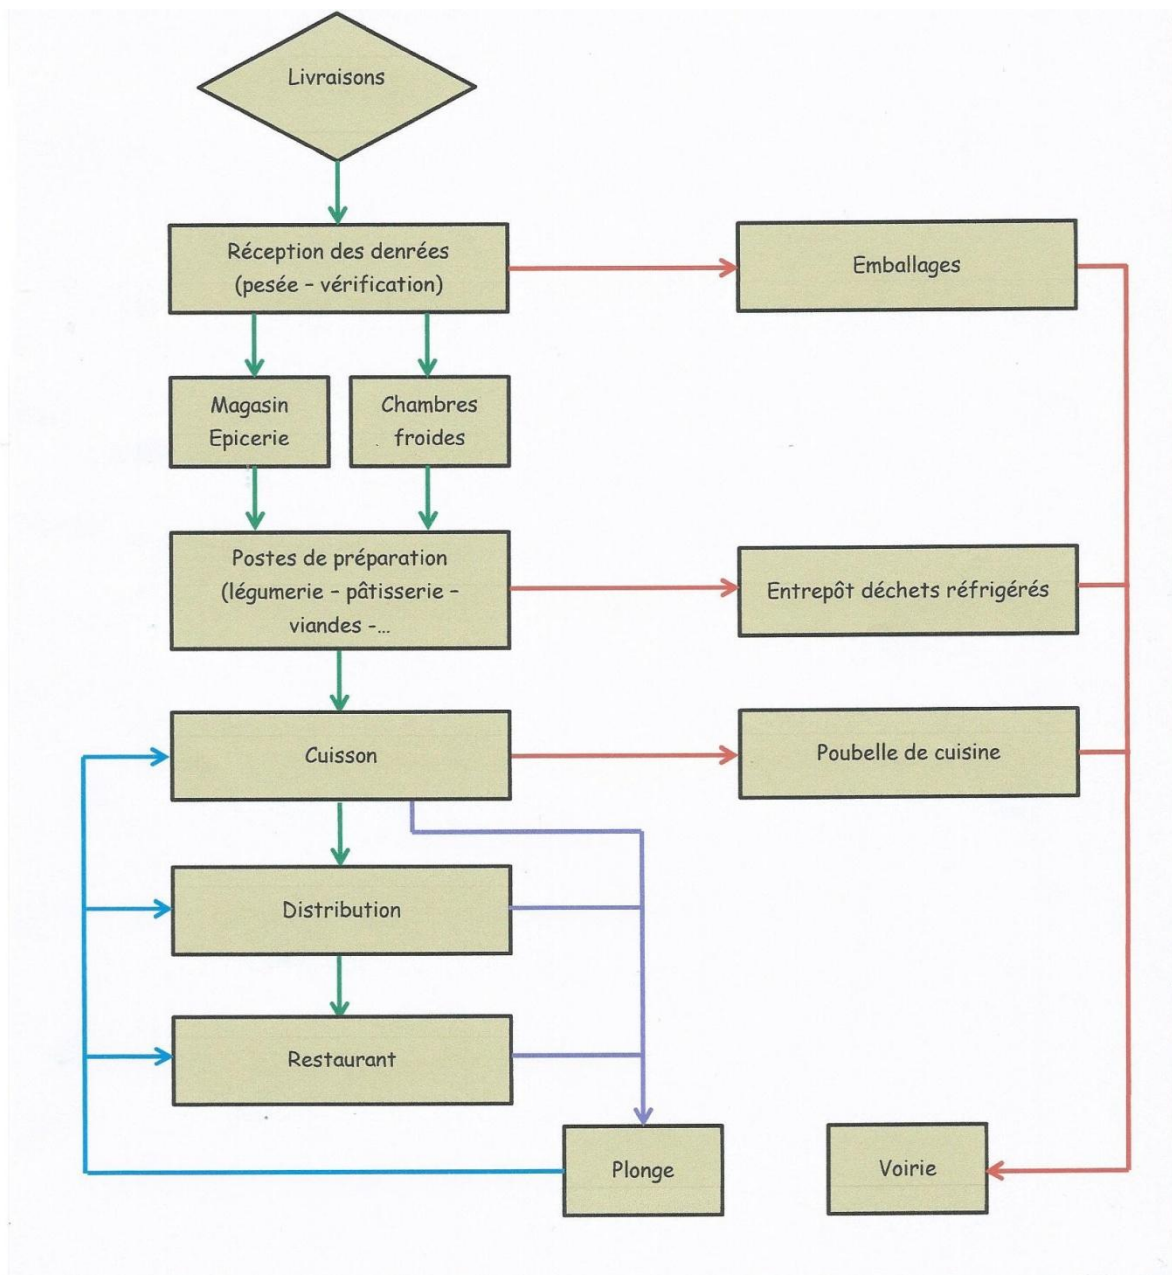 Livraisons
Réception des denrées
(pesée – vérification)
Emballages
Magasin
Epicerie
Chambres
froides
Postes de préparation
(légumerie – pâtisserie –
viandes -…
Entrepôt déchets réfrigérés
Cuisson
Poubelle de cuisine
Distribution
Restaurant
Plonge
Voirie